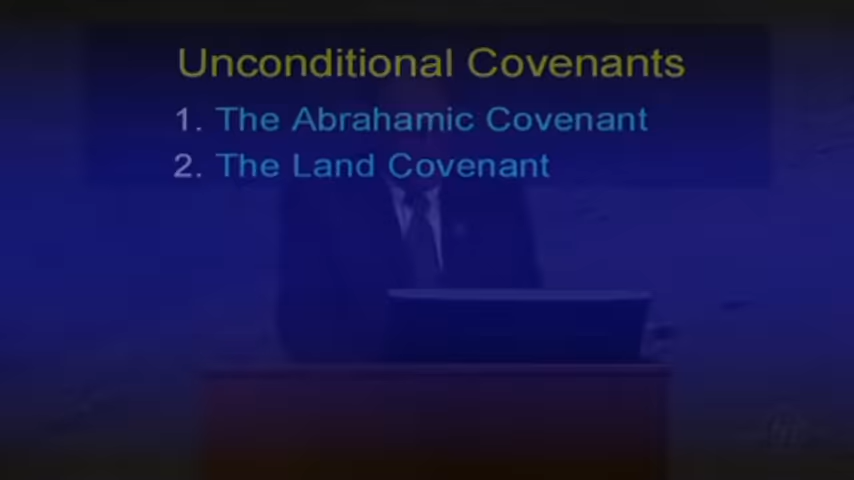 Unconditional Covenants
1. The Abrahamic Covenant
2. The Land Covenant